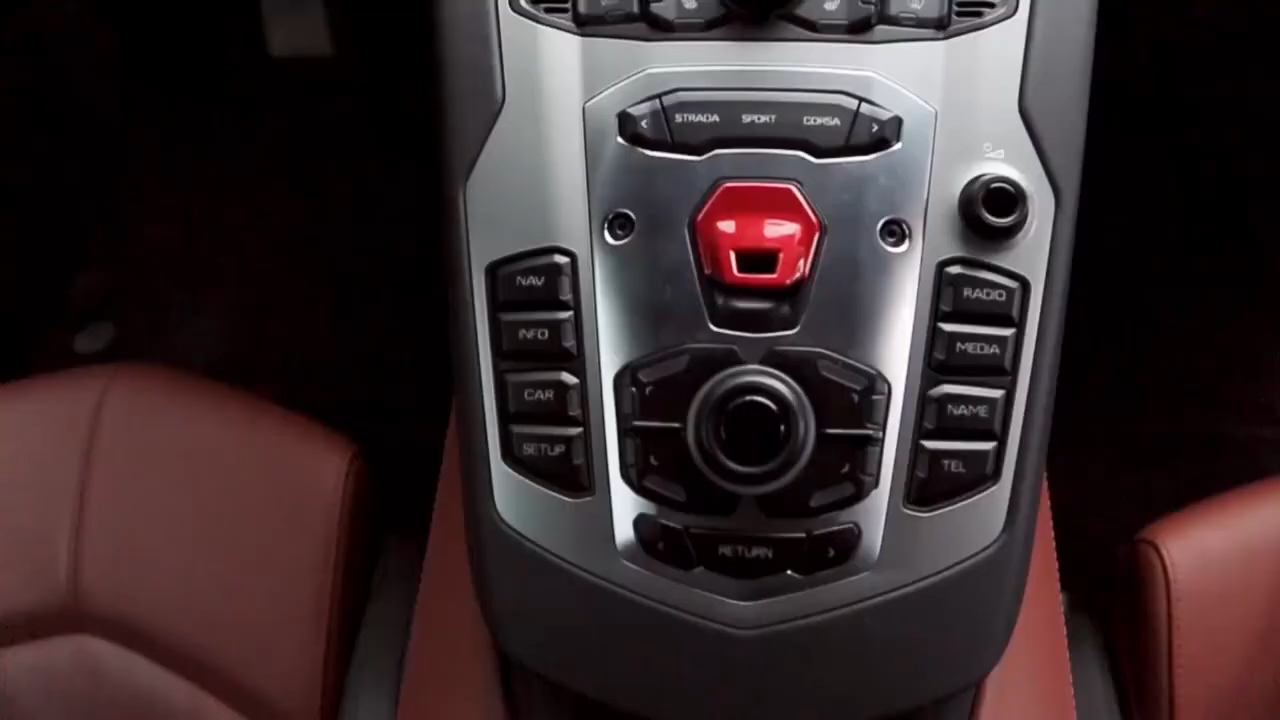 STRADA SPORT CORSA
NAV
INFO
CAR
SETUP
RADIO
MEDIA
NAME
TEL
RETURN